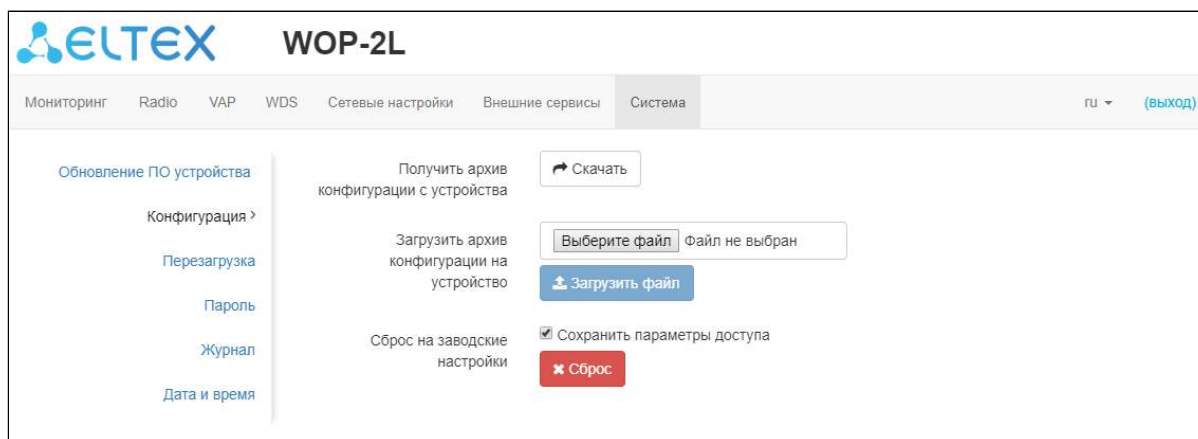 ELTEX WOP-2L
Мониторинг Radio VAP WDS Сетевые настройки Внешние сервисы Система ru (выход)
Обновление ПО устройства
Конфигурация >
Перезагрузка
Пароль
Журнал
Дата и время
Получить архив
конфигурации с устройства
Скачать
Загрузить архив
конфигурации на
устройство
Выберите файл Файл не выбран
Загрузить файл
Сброс на заводские
настройки
Сохранить параметры доступа
Сброс